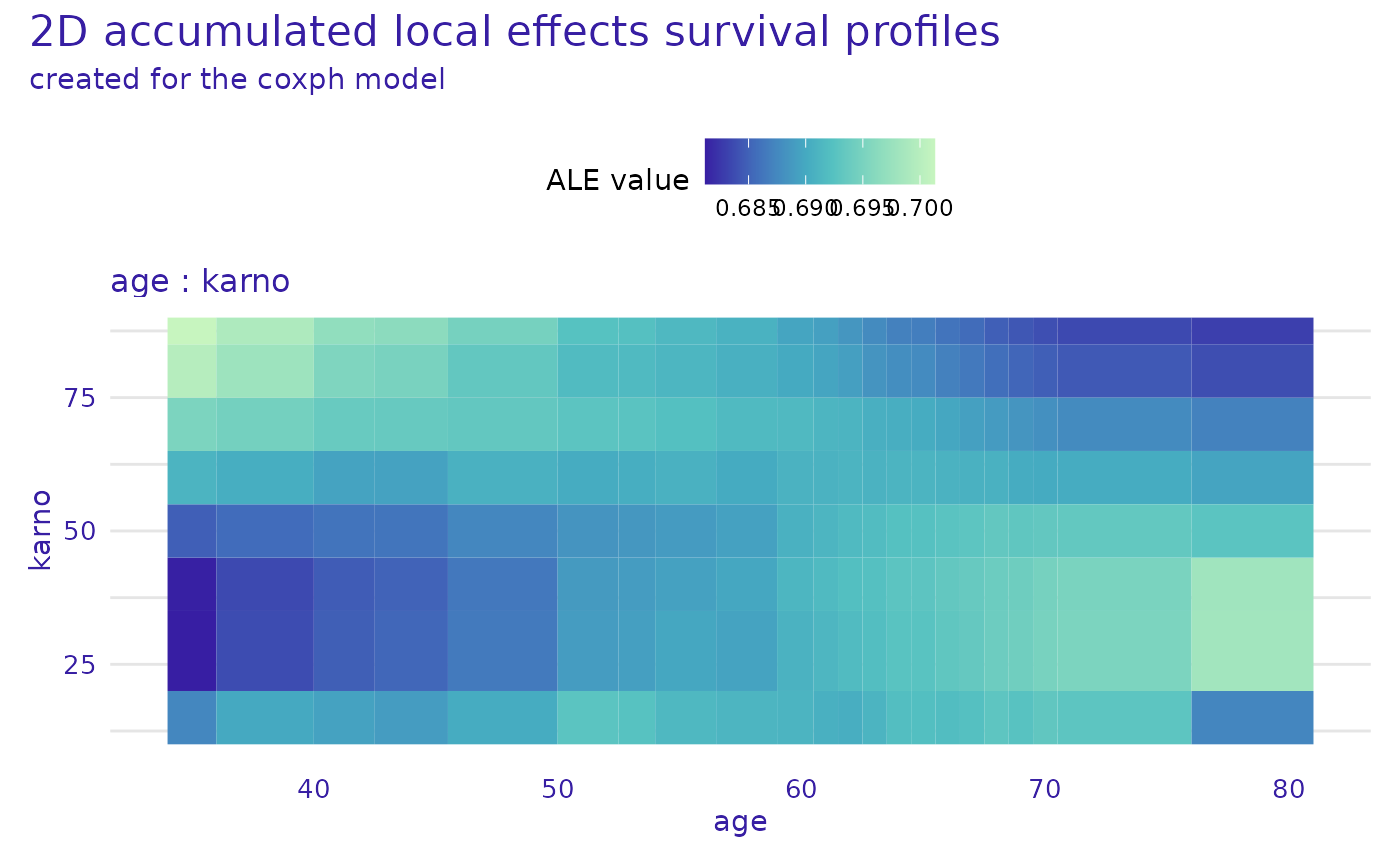 2D accumulated local effects survival profiles
created for the coxph model
ALE value
0.685 0.690 0.695 0.700
age : karno
karno
75
50
25
40 50 60 70 80
age